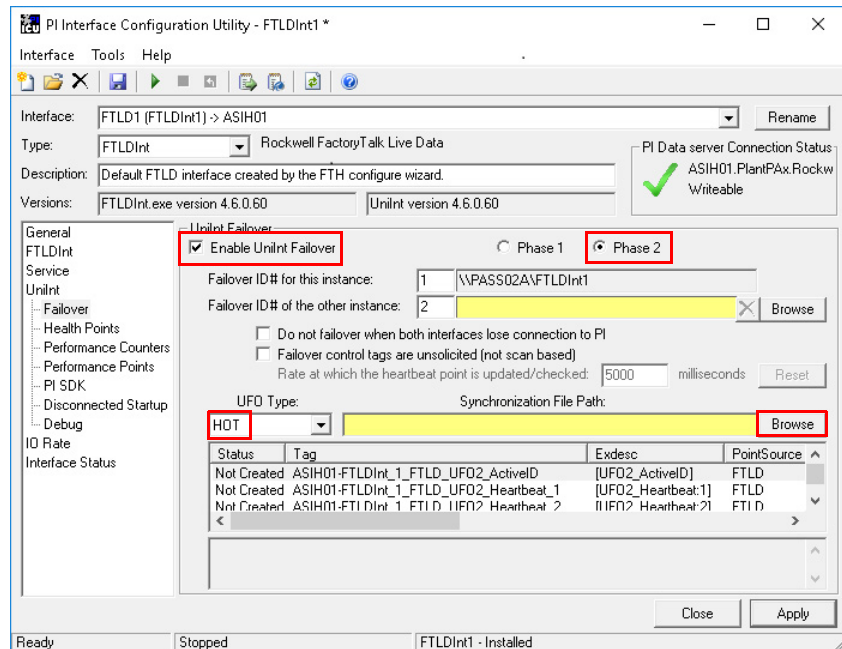 PI Interface Configuration Utility - FTLDInt1 *
Interface Tools Help
Interface: FTLD1 (FTLDInt1) -> ASIH01 Rename
Type: FTLDInt Rockwell FactoryTalk Live Data
PI Data server Connection Status
ASIH01.PlantPAx.Rockw
Writeable
Description: Default FTLD interface created by the FTH configure wizard.
Versions: FTLDInt.exe version 4.6.0.60 UniInt version 4.6.0.60
General
FTLDInt
Service
UniInt
Failover
Health Points
Performance Counters
Performance Points
PI SDK
Disconnected Startup
Debug
IO Rate
Interface Status
UniInt Failover
Enable UniInt Failover Phase 1 Phase 2
Failover ID# for this instance: 1 \\PASS02A\FTLDInt1
Failover ID# of the other instance: 2 Browse
Do not failover when both interfaces lose connection to PI
Failover control tags are unsolicited (not scan based)
Rate at which the heartbeat point is updated/checked: 5000 milliseconds Reset
UFO Type: Synchronization File Path:
HOT Browse
Status Tag Exdesc PointSource
Not Created ASIH01-FTLDInt_1_FTLD_UFO2_ActiveID [UFO2_ActiveID] FTLD
Not Created ASIH01-FTLDInt_1_FTLD_UFO2_Heartbeat_1 [UFO2_Heartbeat:1] FTLD
Not Created ASIH01-FTLDInt_1_FTLD_UFO2_Heartbeat_2 [UFO2_Heartbeat:2] FTLD
Close Apply
Ready Stopped FTLDInt1 - Installed